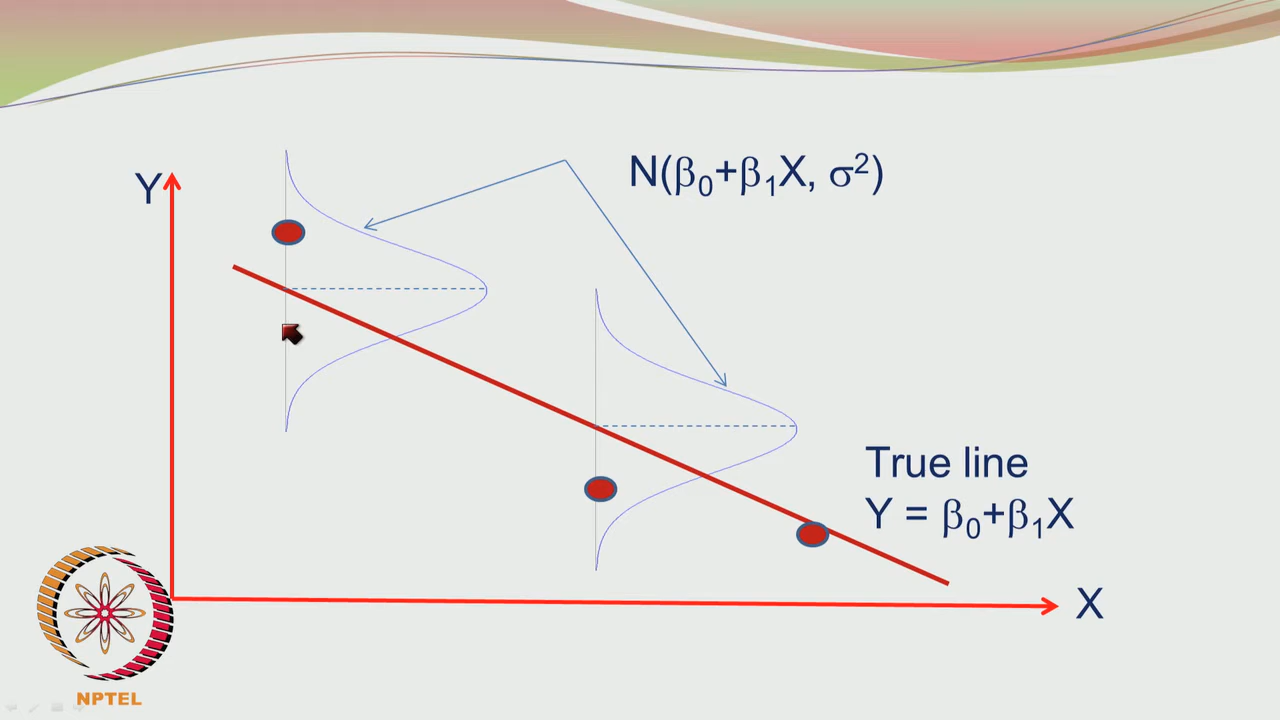 Y
N(β₀+β₁X, σ²)
True line
Y = β₀+β₁X
X
NPTEL